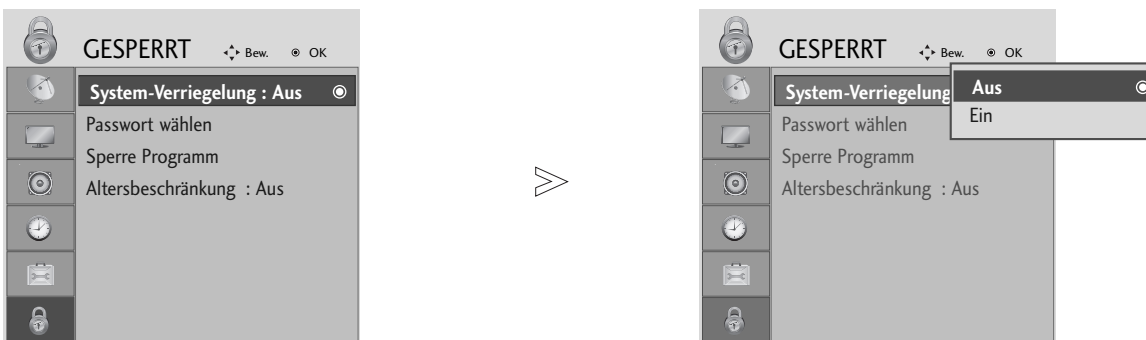 GESPERRT Bew. OK
System-Verriegelung : Aus
Passwort wählen
Sperre Programm
Altersbeschränkung : Aus
GESPERRT Bew. OK
System-Verriegelung
Aus
Ein
Passwort wählen
Sperre Programm
Altersbeschränkung : Aus